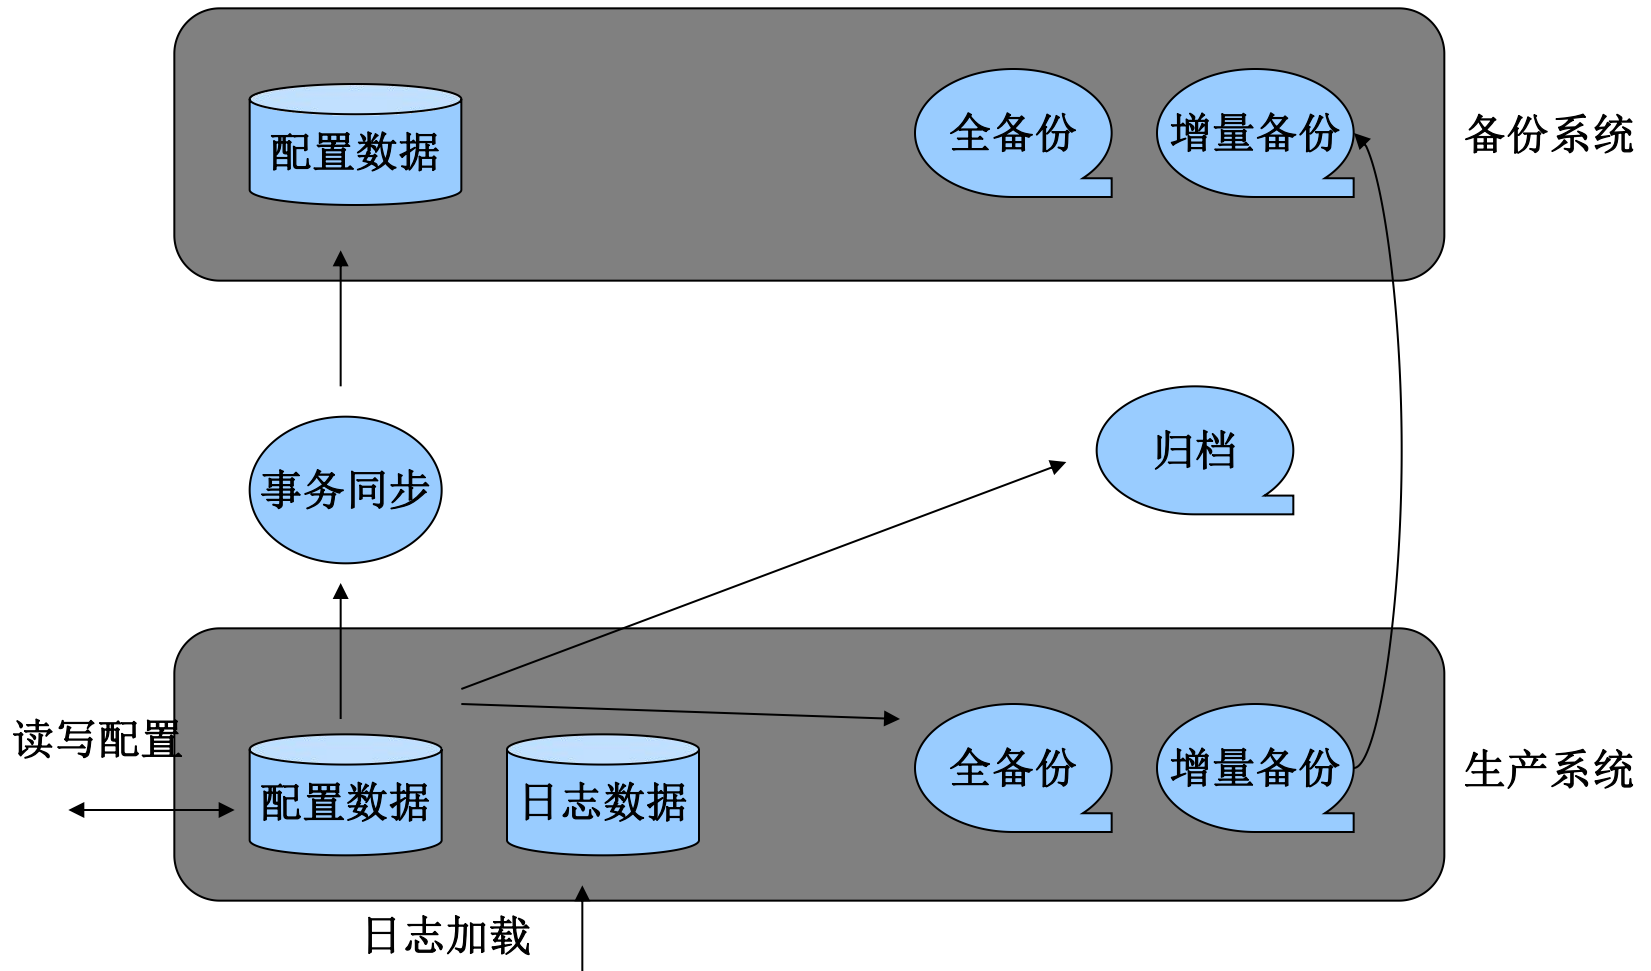 配置数据
全备份
增量备份
备份系统
归档
事务同步
读写配置
配置数据
日志数据
全备份
增量备份
生产系统
日志加载